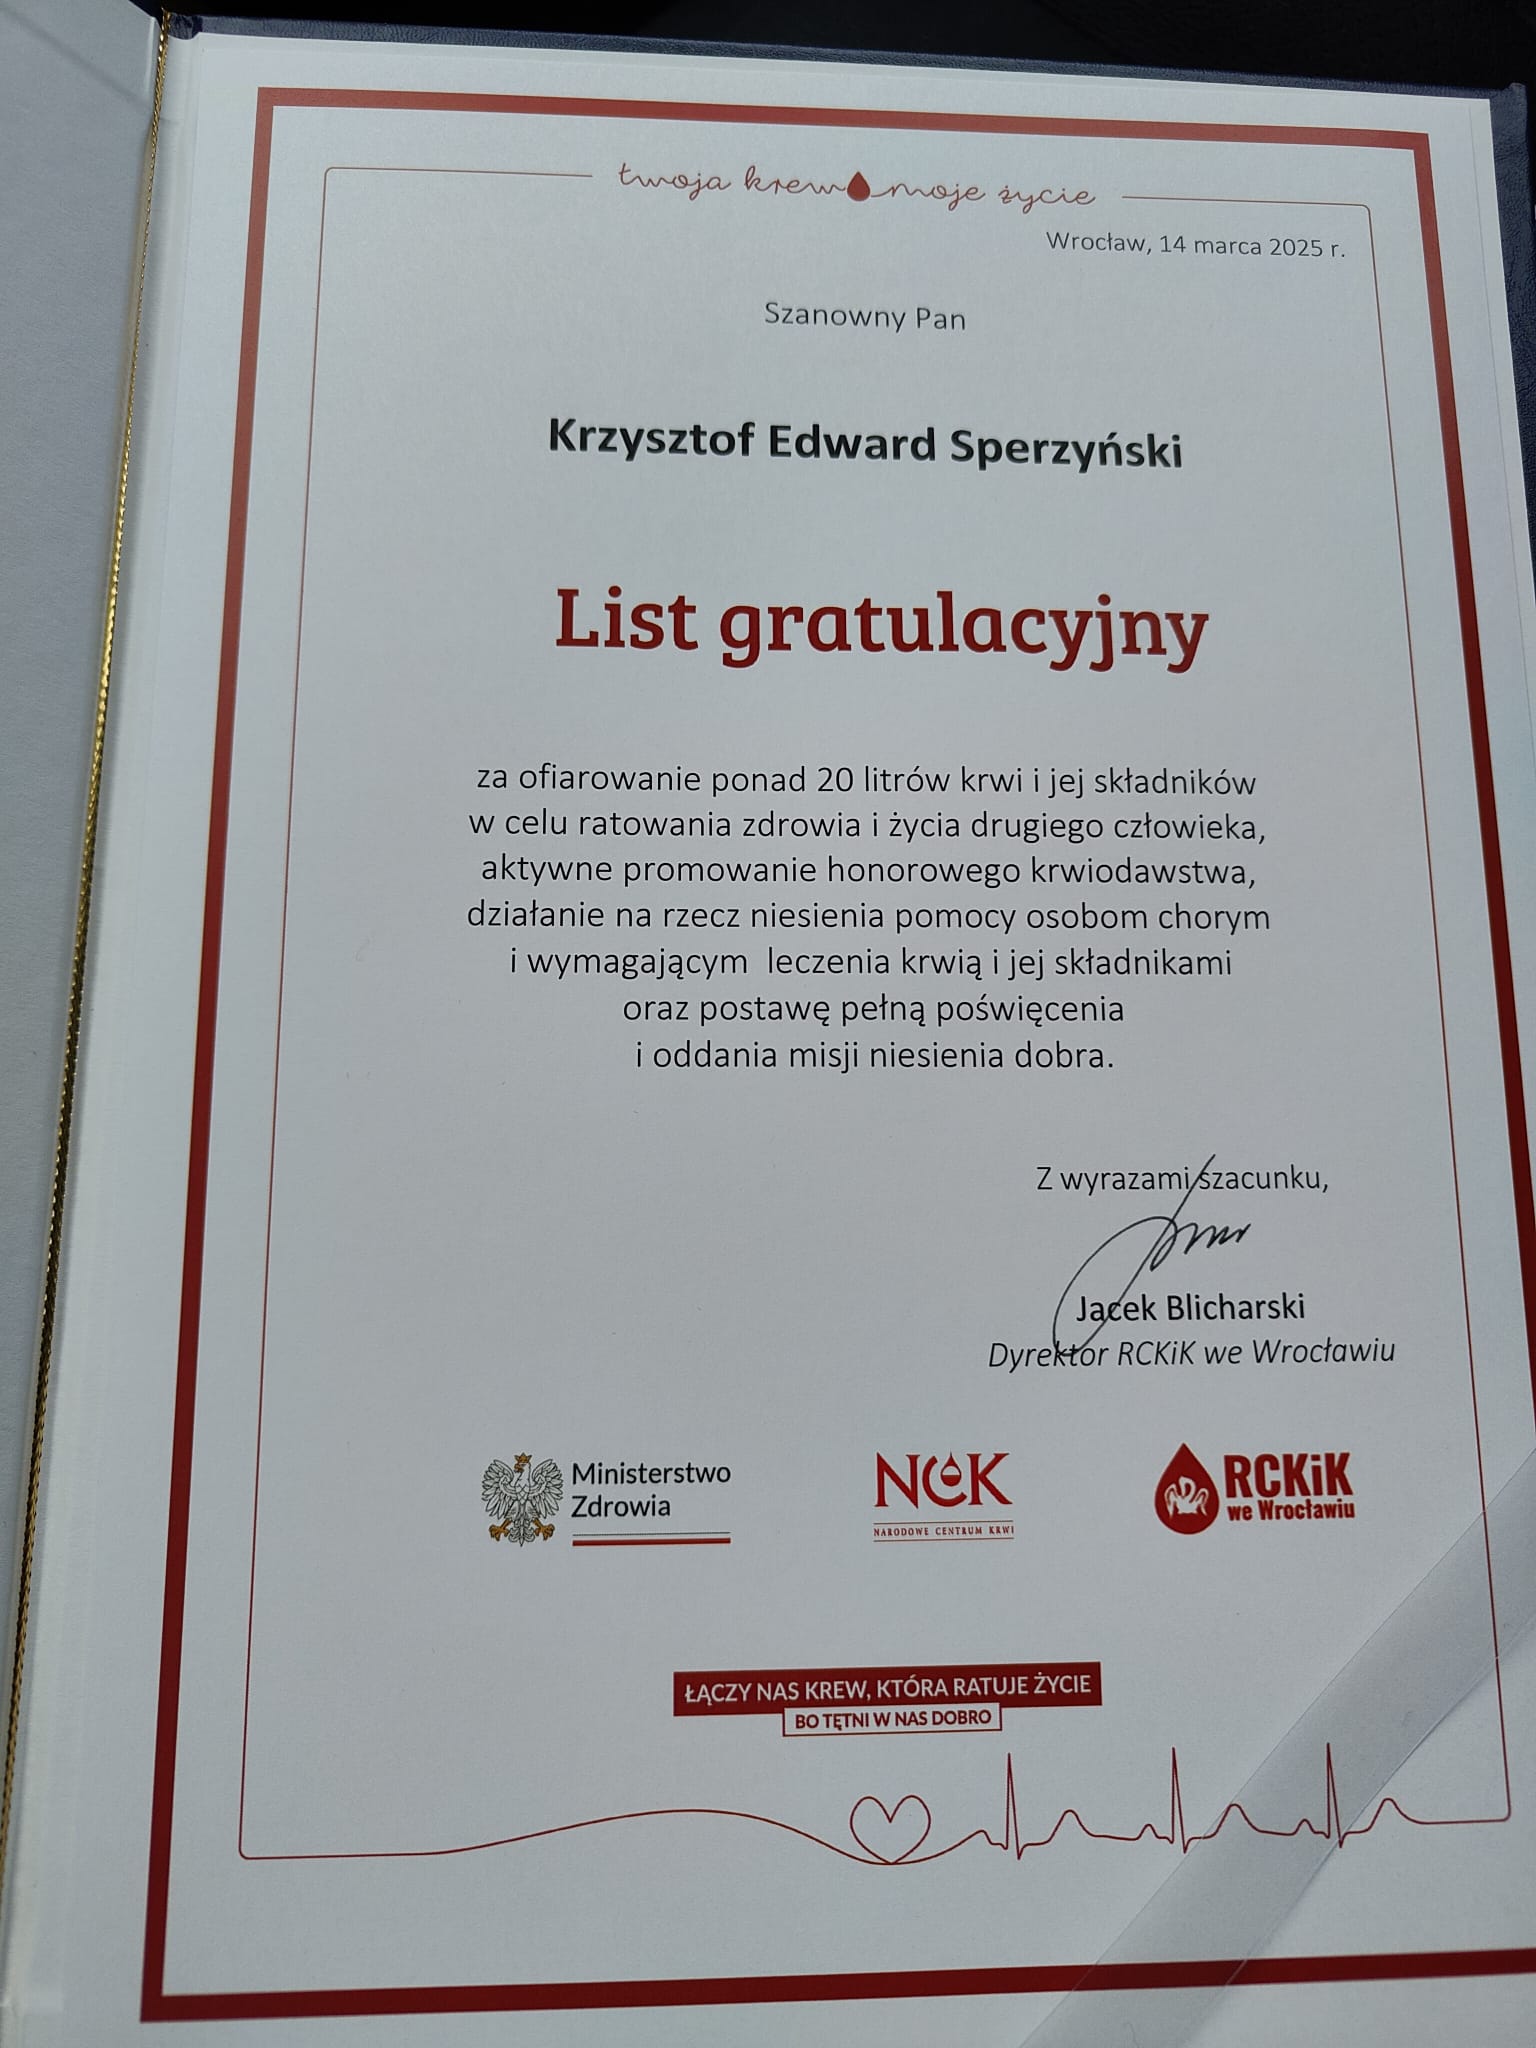 twoja krew moje życie
Wrocław, 14 marca 2025 r.
Szanowny Pan
Krzysztof Edward Sperzyński
List gratulacyjny
za ofiarowanie ponad 20 litrów krwi i jej składników
w celu ratowania zdrowia i życia drugiego człowieka,
aktywne promowanie honorowego krwiodawstwa,
działanie na rzecz niesienia pomocy osobom chorym
i wymagającym leczenia krwią i jej składnikami
oraz postawę pełną poświęcenia
i oddania misji niesienia dobra.
Z wyrazami szacunku,
Jacek Blicharski
Dyrektor RCKiK we Wrocławiu
Ministerstwo
Zdrowia
NCK
NARODOWE CENTRUM KRWI
RCKiK
we Wrocławiu
ŁĄCZY NAS KREW, KTÓRA RATUJE ŻYCIE
BO TĘTNI W NAS DOBRO